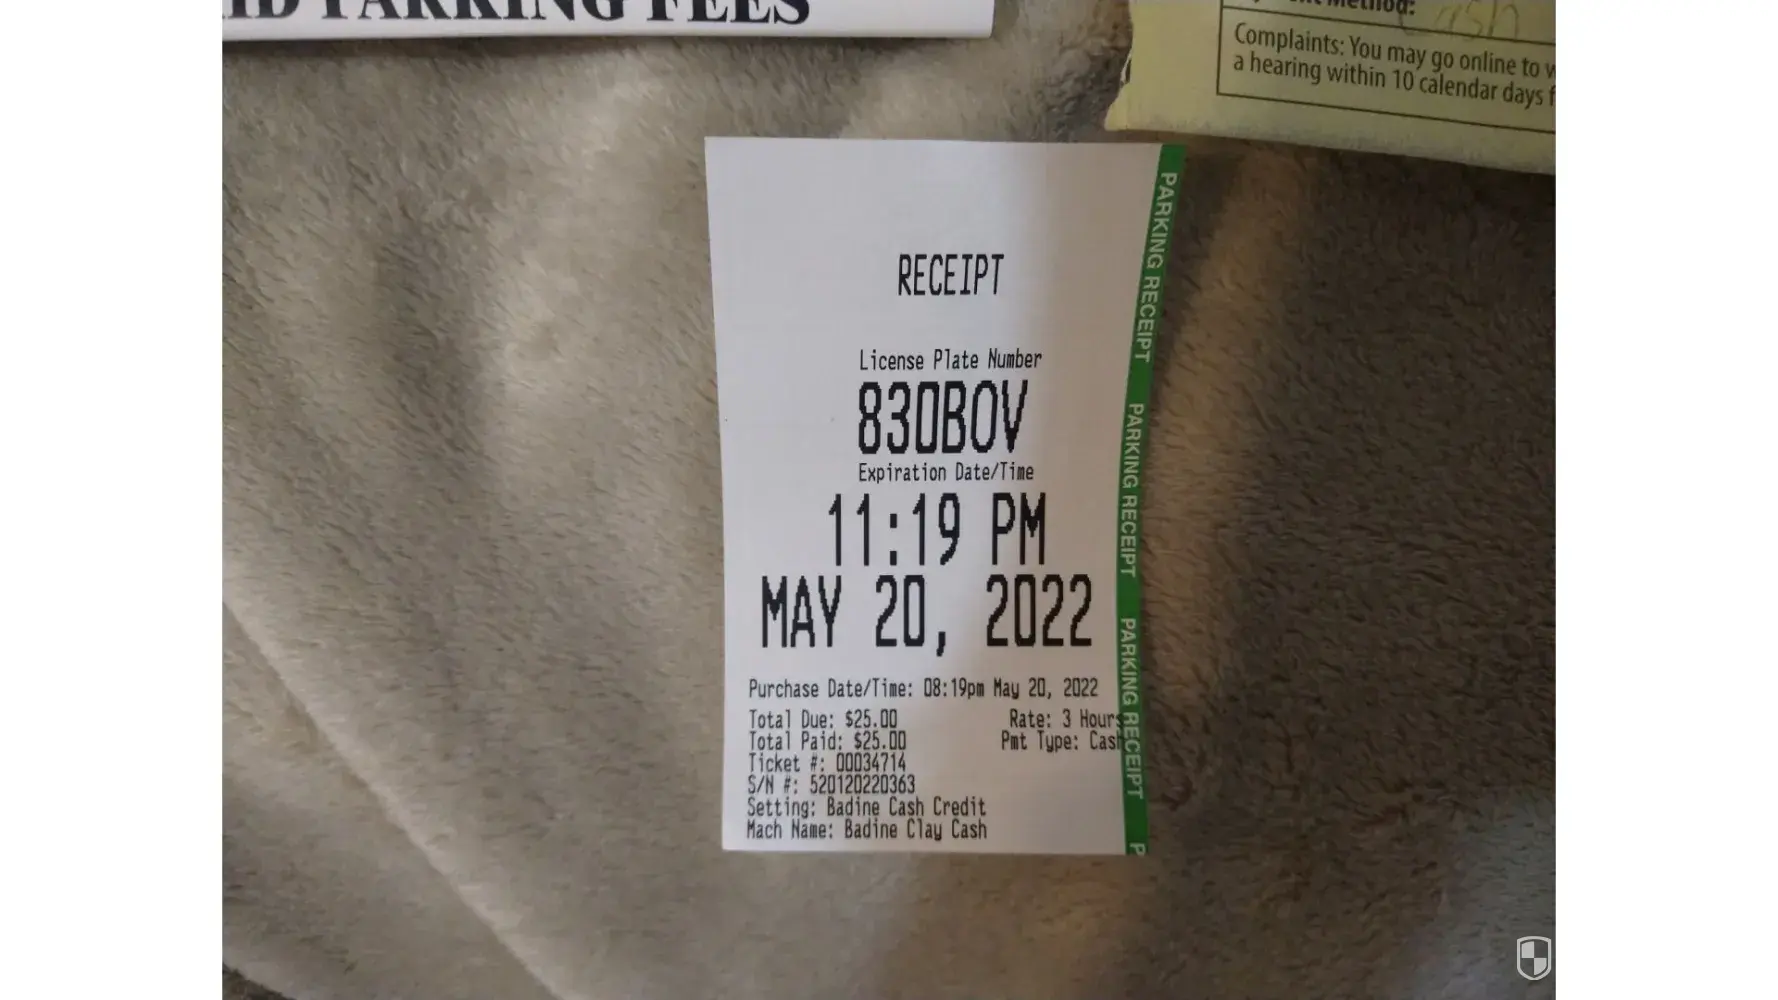 PARKING FEES
Method:
Complaints: You may go online to
a hearing within 10 calendar days
RECEIPT
License Plate Number
830BOV
Expiration Date/Time
11:19 PM
MAY 20, 2022
Purchase Date/Time: 08:19pm May 20, 2022
Total Due: $25.00 Rate: 3 Hours
Total Paid: $25.00 Pmt Type: Cash
Ticket #: 00034714
S/N #: 520120220363
Setting: Badine Cash Credit
Mach Name: Badine Clay Cash
PARKING RECEIPT PARKING RECEIPT PARKING RECEIPT P